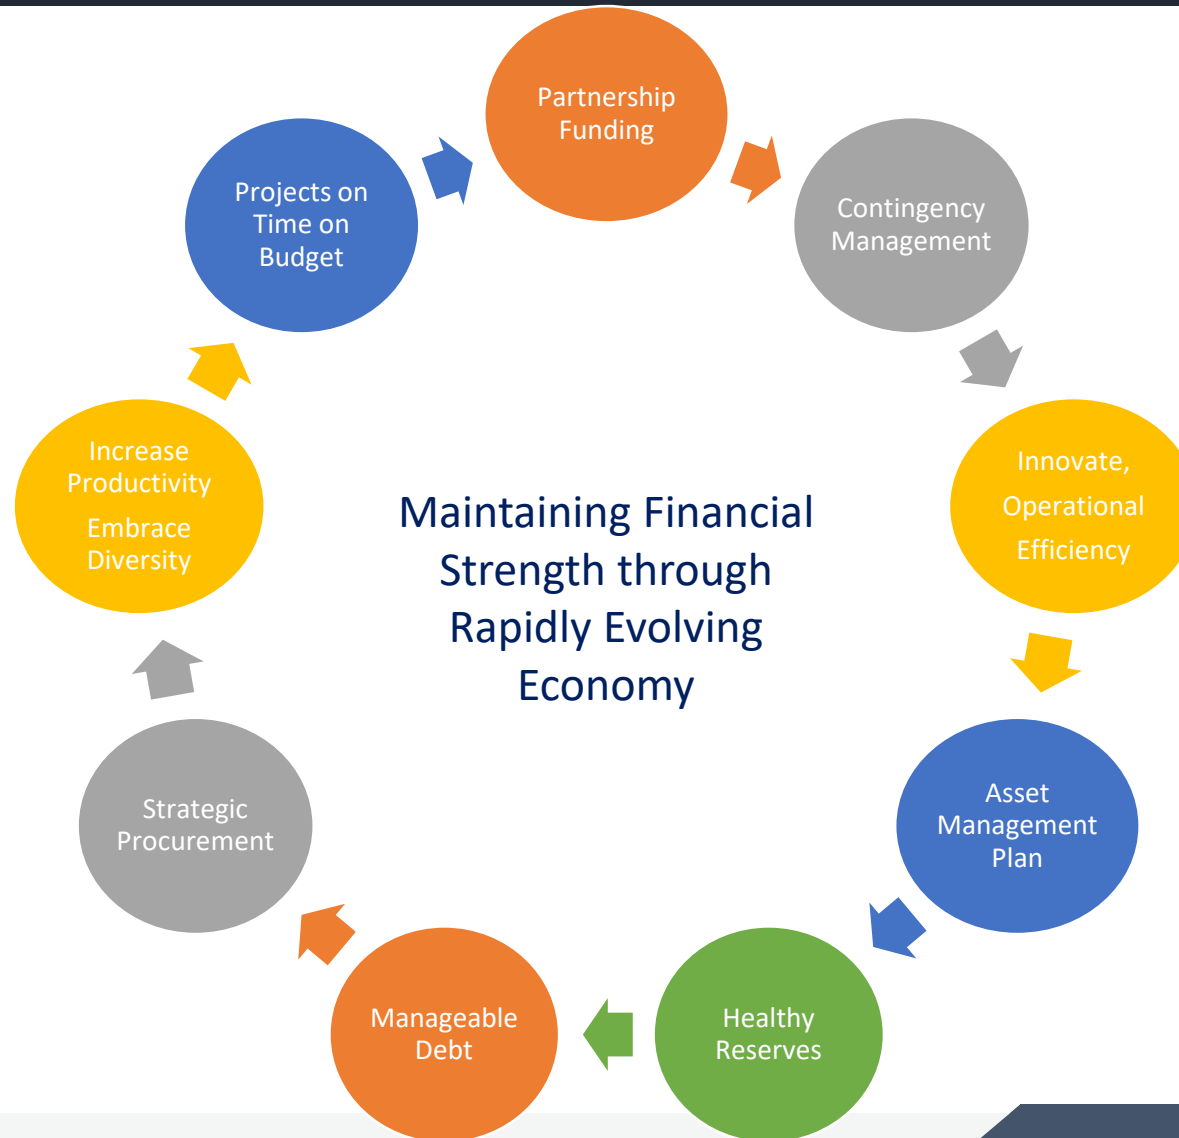 Partnership
Funding
Contingency
Management
Innovate,
Operational
Efficiency
Asset
Management
Plan
Healthy
Reserves
Manageable
Debt
Strategic
Procurement
Increase
Productivity
Embrace
Diversity
Projects on
Time on
Budget
Maintaining Financial
Strength through
Rapidly Evolving
Economy